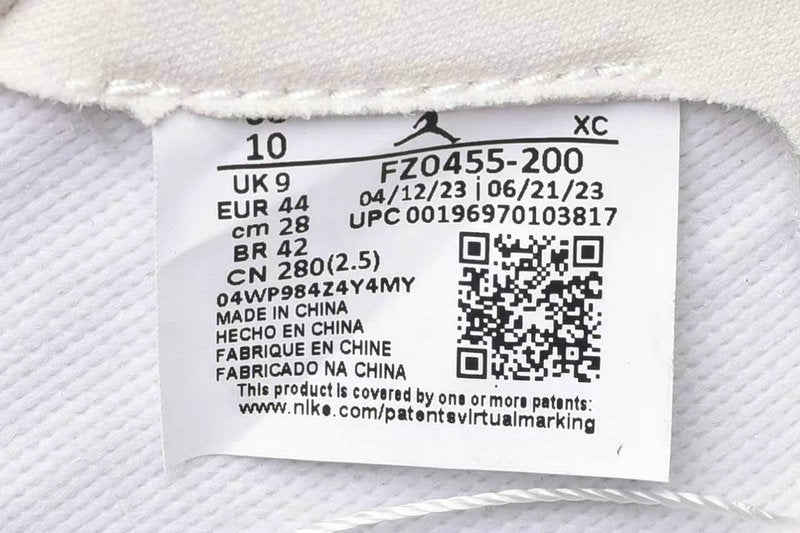 10
XC
UK 9
EUR 44
cm 28
BR 42
CN 280(2.5)
FZ0455-200
04/12/23 | 06/21/23
UPC 00196970103817
04WP984Z4Y4MY
MADE IN CHINA
HECHO EN CHINA
FABRIQUE EN CHINE
FABRICADO NA CHINA
This product is covered by one or more patents:
www.nike.com/patentsvirtualmarking